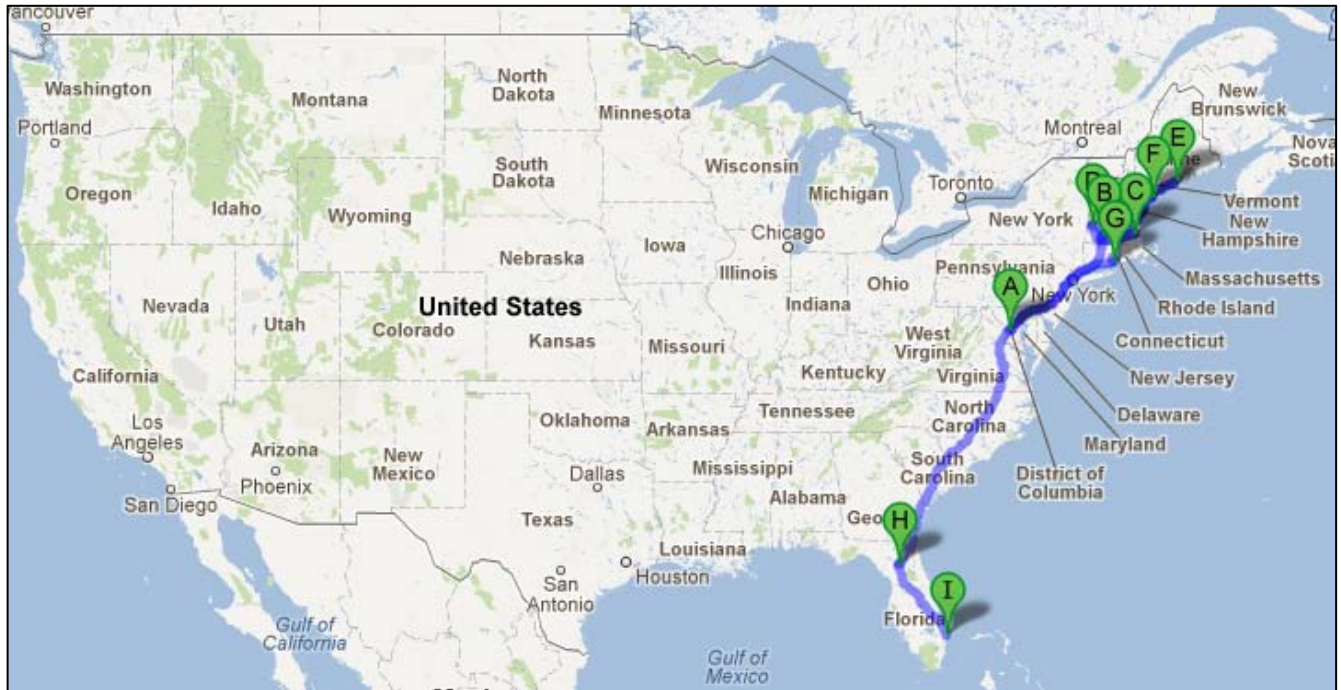 ancouver
Washington
Portland
Oregon
Idaho
Montana
Wyoming
Nevada
Utah
Colorado
California
Los
Angeles
San Diego
Arizona
Phoenix
New
Mexico
North
Dakota
South
Dakota
Nebraska
Kansas
Oklahoma
Texas
Dallas
San
Antonio
Houston
United States
Minnesota
Wisconsin
Iowa
Illinois
Chicago
Missouri
Arkansas
Louisiana
Mississippi
Michigan
Indiana
Ohio
Kentucky
Tennessee
Alabama
Geo
Florida
Toronto
Montreal
New York
Pennsylvania
New York
West
Virginia
Virginia
North
Carolina
South
Carolina
New
Brunswick
Nova
Scoti
ne
Vermont
New
Hampshire
Massachusetts
Rhode Island
Connecticut
New Jersey
Delaware
Maryland
District of
Columbia
Gulf of
California
Gulf of
Mexico
A
B
C
D
E
F
G
H
I